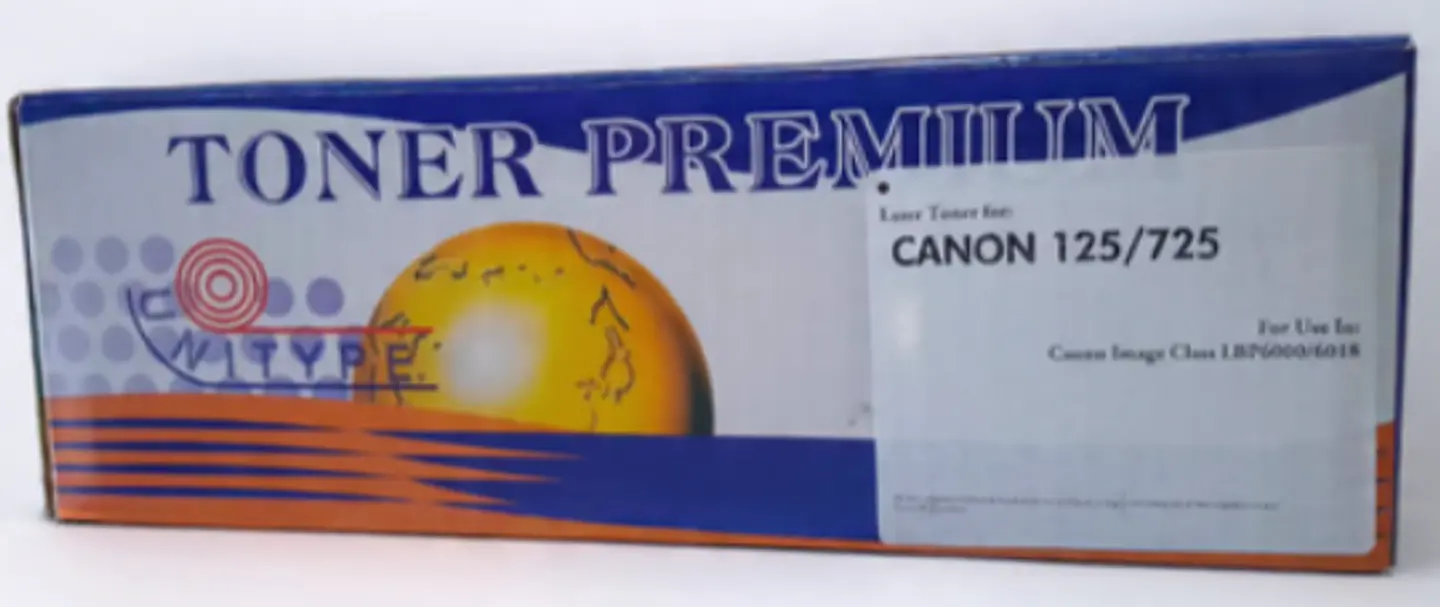 TONER PREMIUM
Laser Toner for:
CANON 125/725
UNITYPE
For Use In:
Canon Image Class LBP6000/6018